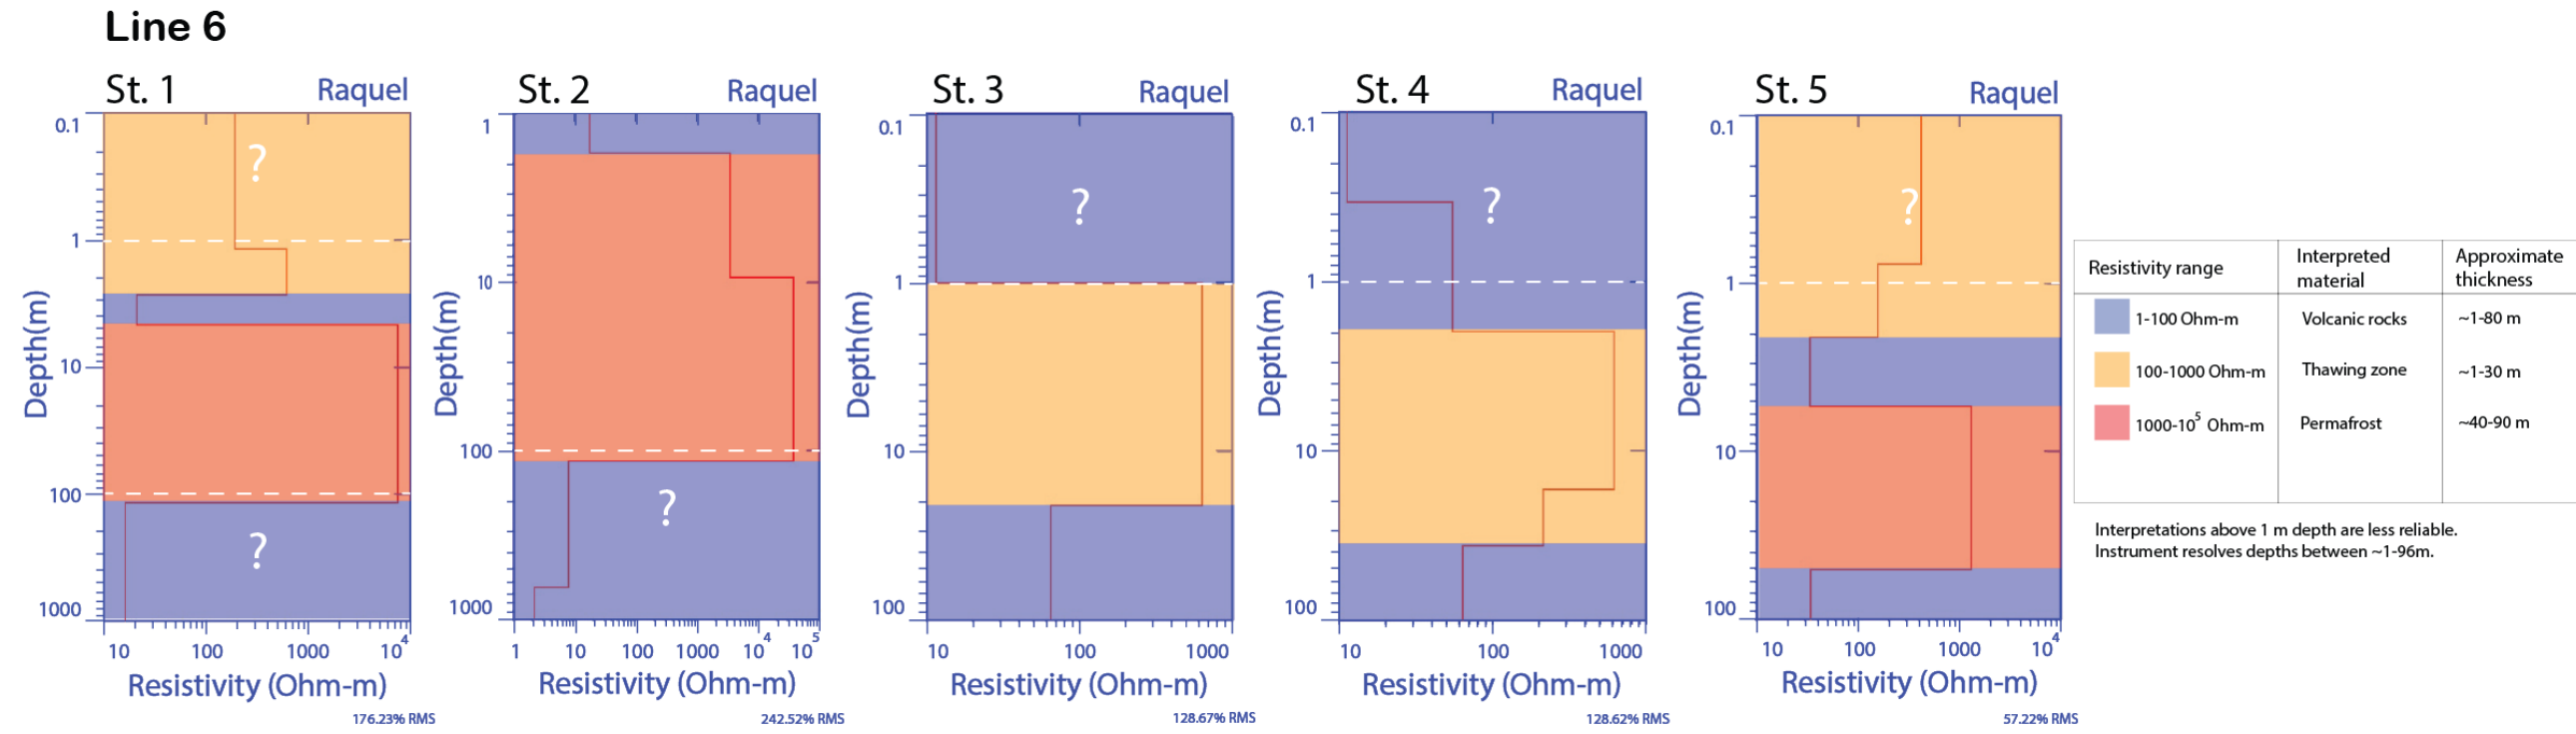 Line 6
St. 1 Raquel
0.1
1
10
100
1000
Depth(m)
?
?
10 100 1000 10⁴
Resistivity (Ohm-m)
176.23% RMS
St. 2 Raquel
1
10
100
1000
Depth(m)
?
1 10 100 1000 10⁴ 10⁵
Resistivity (Ohm-m)
242.52% RMS
St. 3 Raquel
0.1
1
10
100
Depth(m)
?
10 100 1000
Resistivity (Ohm-m)
128.67% RMS
St. 4 Raquel
0.1
1
10
100
Depth(m)
?
10 100 1000
Resistivity (Ohm-m)
128.62% RMS
St. 5 Raquel
0.1
1
10
100
Depth(m)
?
10 100 1000 10⁴
Resistivity (Ohm-m)
57.22% RMS
Resistivity range Interpreted material Approximate thickness
1-100 Ohm-m Volcanic rocks ~1-80 m
100-1000 Ohm-m Thawing zone ~1-30 m
1000-10⁵ Ohm-m Permafrost ~40-90 m
Interpretations above 1 m depth are less reliable.
Instrument resolves depths between ~1-96m.